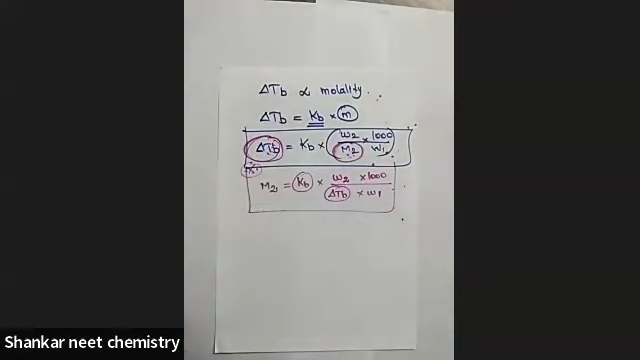 ΔTb ∝ molality.
ΔTb = Kb × m
ΔTb = Kb × w2/M2 × 1000/W1
M2 = Kb × w2 × 1000 / ΔTb × w1
Shankar neet chemistry